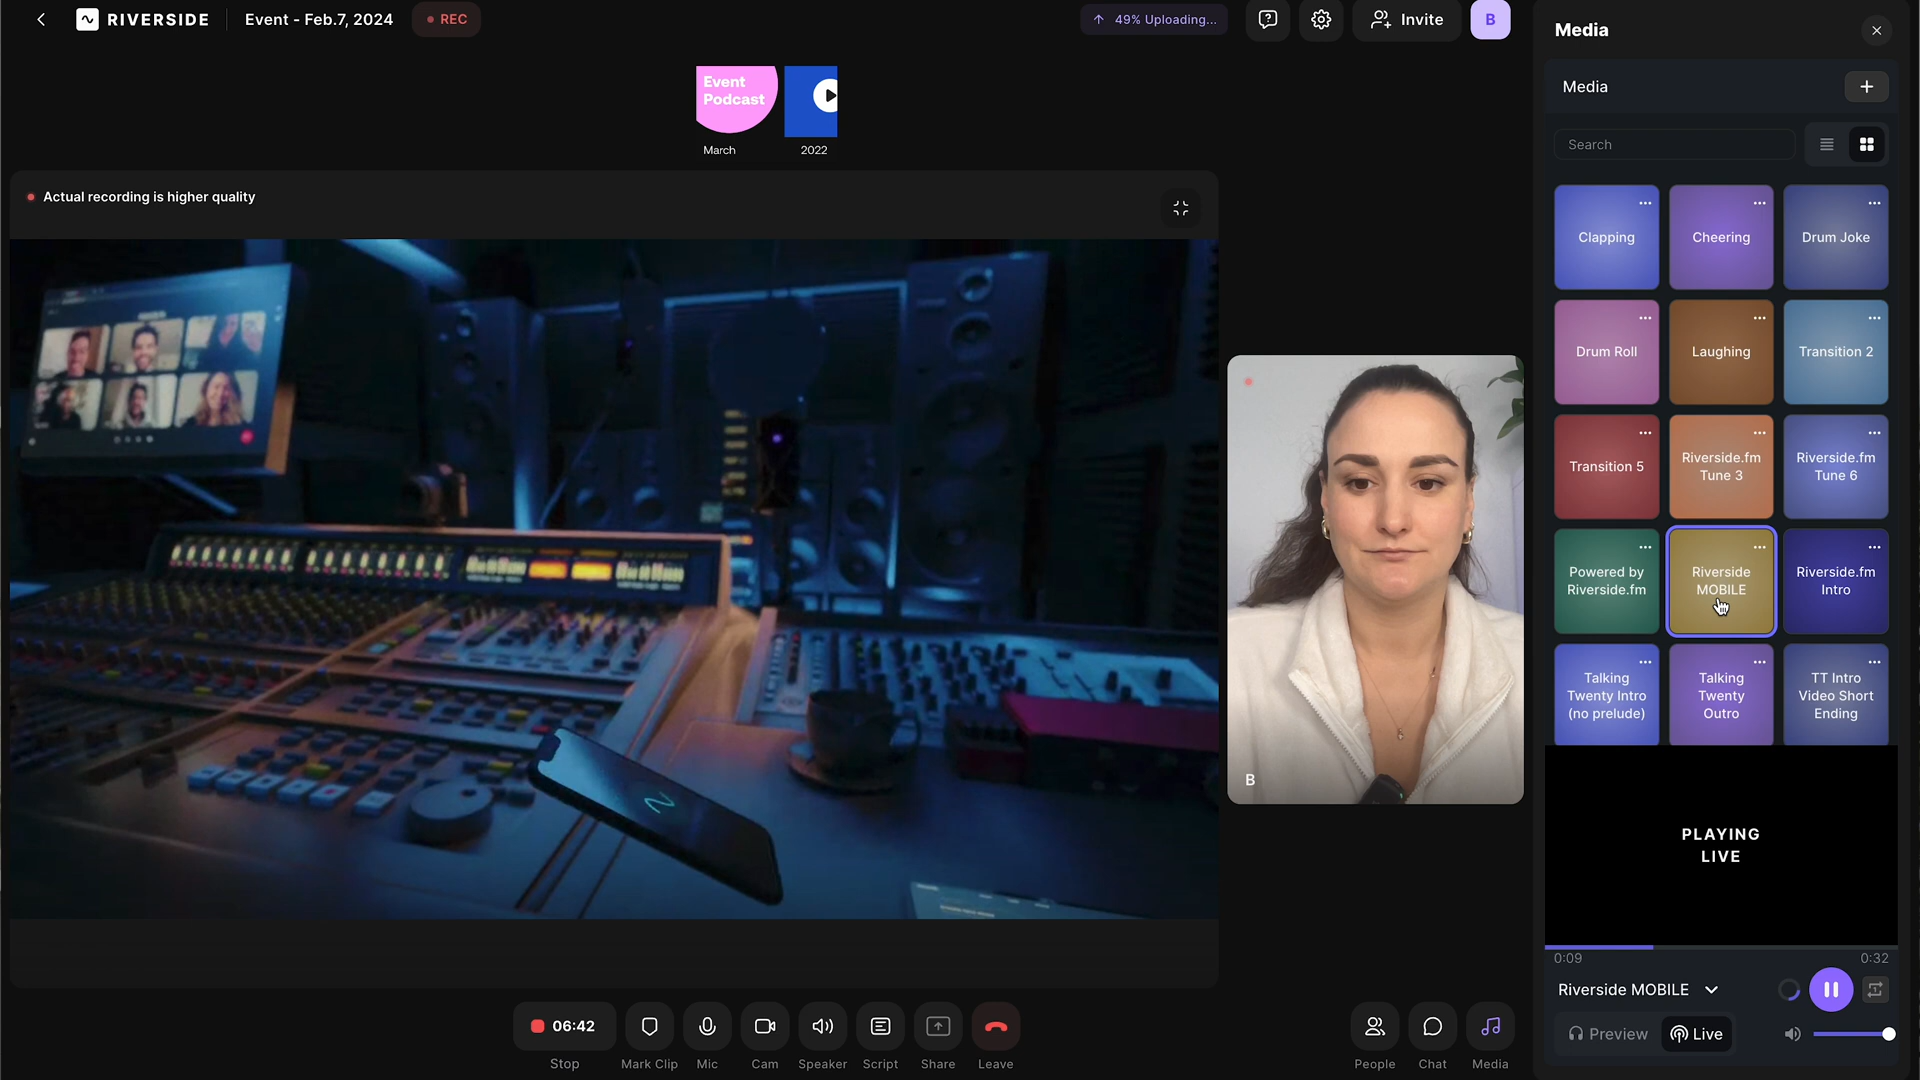 RIVERSIDE
Event - Feb.7, 2024
REC
49% Uploading...
Invite
B
Event
Podcast
March
2022
Actual recording is higher quality
B
Media
Media
Search
Clapping
Cheering
Drum Joke
Drum Roll
Laughing
Transition 2
Transition 5
Riverside.fm
Tune 3
Riverside.fm
Tune 6
Powered by
Riverside.fm
Riverside
MOBILE
Riverside.fm
Intro
Talking
Twenty Intro
(no prelude)
Talking
Twenty
Outro
TT Intro
Video Short
Ending
PLAYING
LIVE
0:09
0:32
Riverside MOBILE
Preview
Live
06:42
Stop
Mark Clip
Mic
Cam
Speaker
Script
Share
Leave
People
Chat
Media